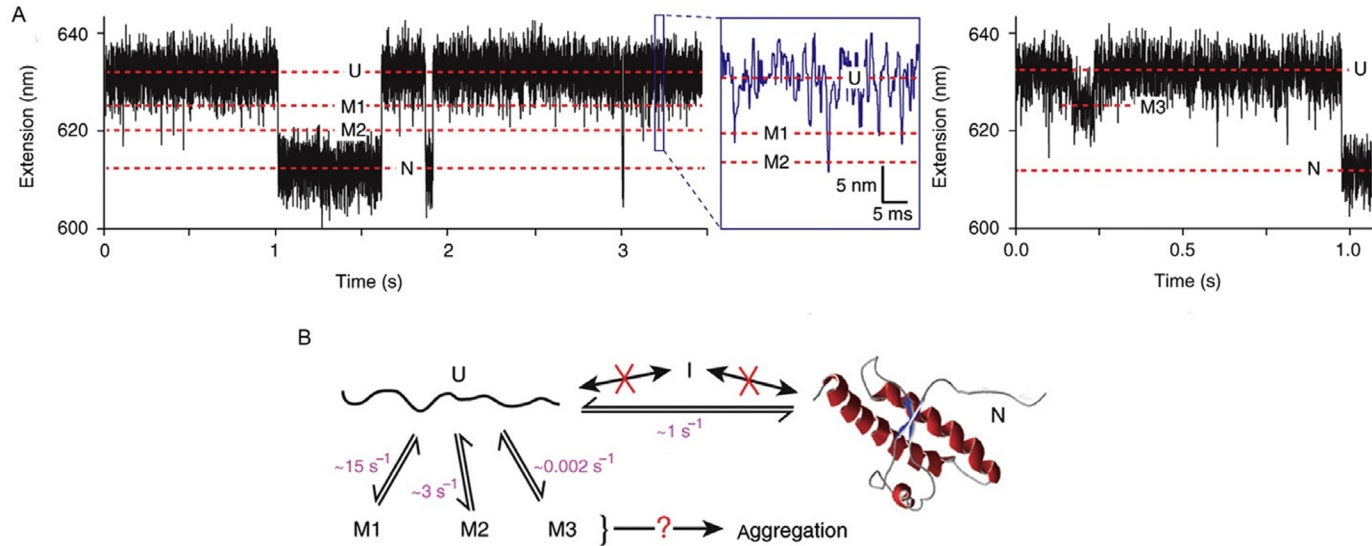 A
640
620
600
Extension (nm)
0
1
2
3
Time (s)
U
M1
M2
N
U
M1
M2
5 nm
5 ms
640
620
600
Extension (nm)
0.0
0.5
1.0
Time (s)
U
M3
N
B
U
I
N
~1 s⁻¹
~15 s⁻¹
~3 s⁻¹
~0.002 s⁻¹
M1 M2 M3 } ? Aggregation